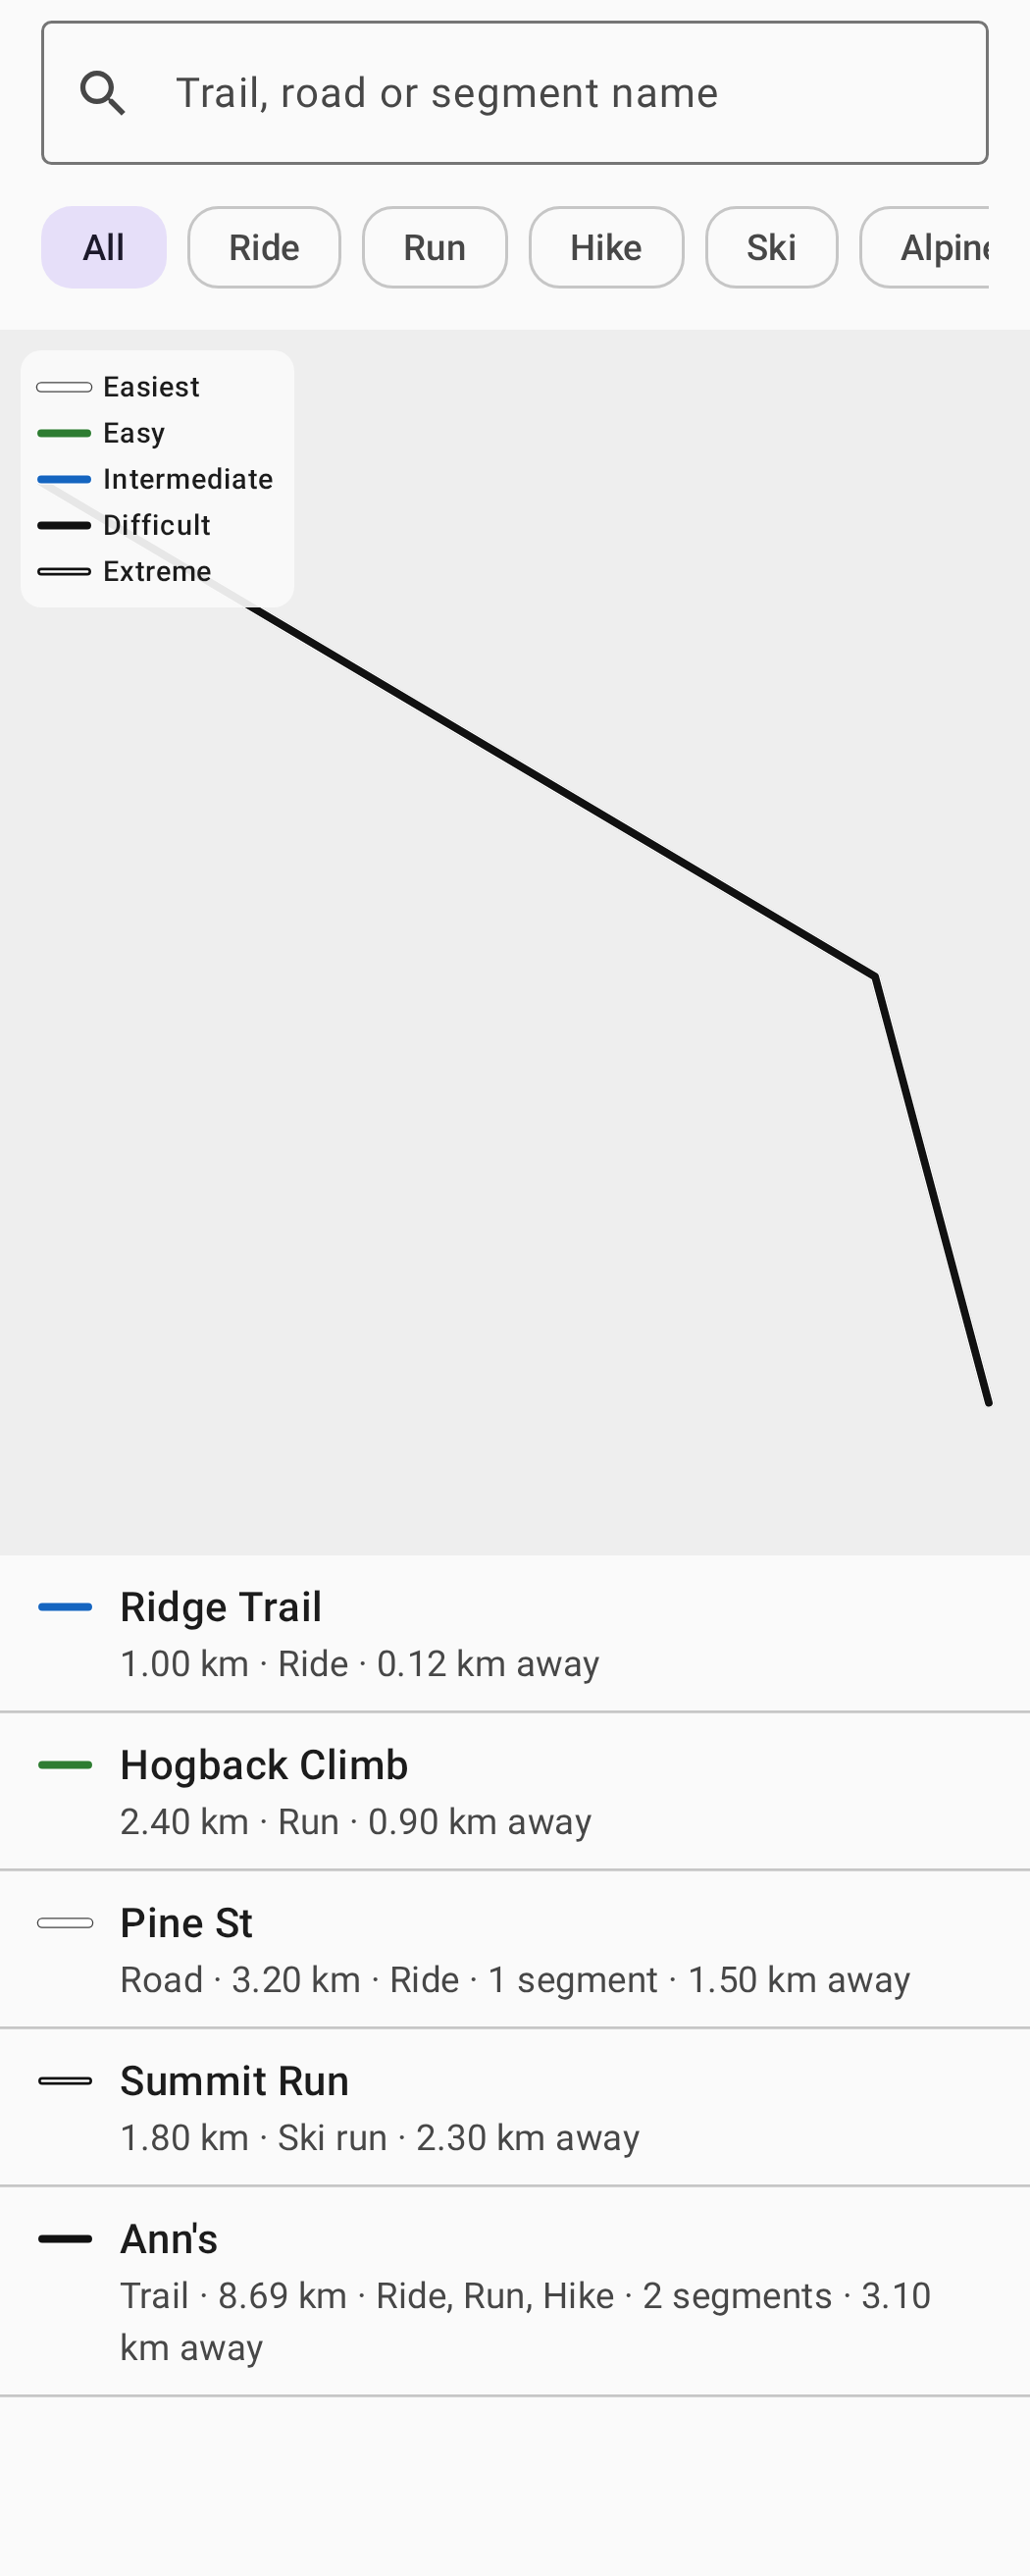 Trail, road or segment name
All Ride Run Hike Ski Alpine
Easiest
Easy
Intermediate
Difficult
Extreme
Ridge Trail
1.00 km · Ride · 0.12 km away
Hogback Climb
2.40 km · Run · 0.90 km away
Pine St
Road · 3.20 km · Ride · 1 segment · 1.50 km away
Summit Run
1.80 km · Ski run · 2.30 km away
Ann's
Trail · 8.69 km · Ride, Run, Hike · 2 segments · 3.10
km away